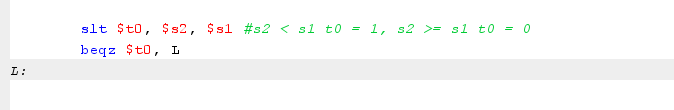 slt $t0, $s2, $s1 #s2 < s1 t0 = 1, s2 >= s1 t0 = 0
beqz $t0, L
L: